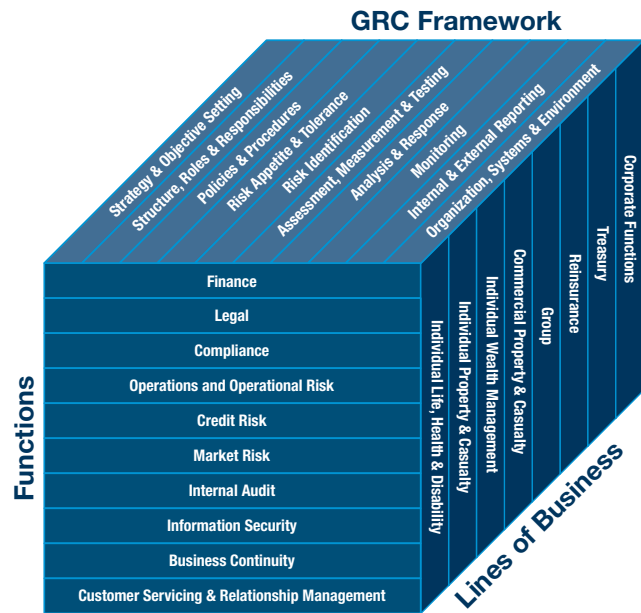 GRC Framework
Strategy & Objective Setting
Structure, Roles & Responsibilities
Policies & Procedures
Risk Appetite & Tolerance
Risk Identification
Assessment, Measurement & Testing
Analysis & Response
Monitoring
Internal & External Reporting
Organization, Systems & Environment
Functions
Finance
Legal
Compliance
Operations and Operational Risk
Credit Risk
Market Risk
Internal Audit
Information Security
Business Continuity
Customer Servicing & Relationship Management
Individual Life, Health & Disability
Individual Property & Casualty
Individual Wealth Management
Commercial Property & Casualty
Group
Reinsurance
Treasury
Corporate Functions
Lines of Business